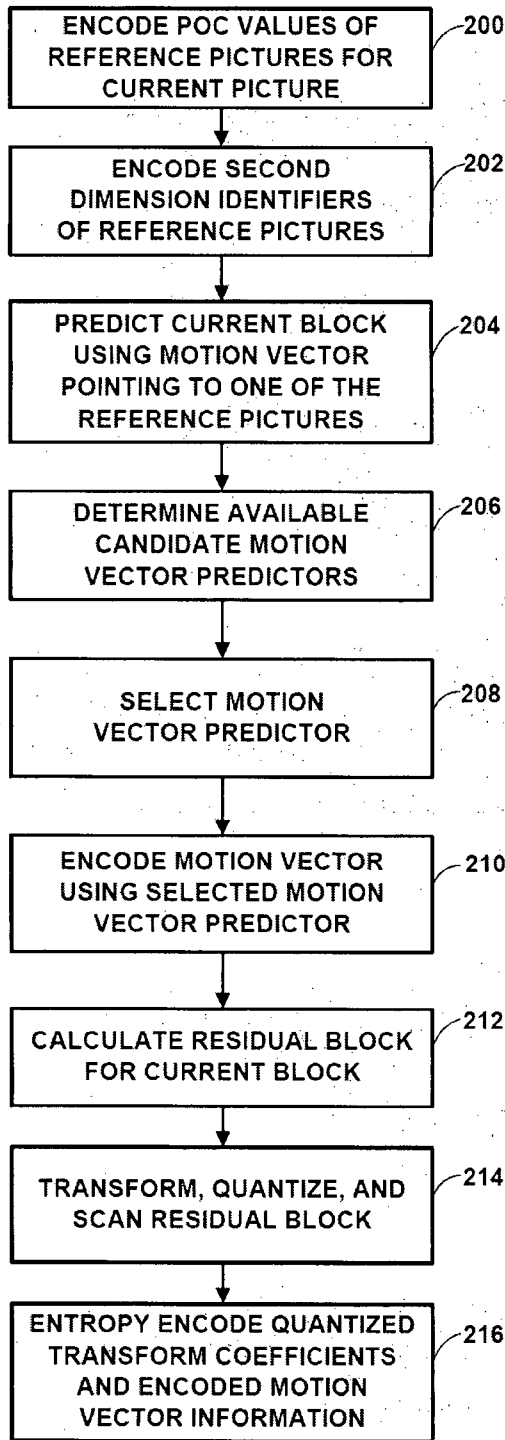 ENCODE POC VALUES OF
REFERENCE PICTURES FOR
CURRENT PICTURE
200
ENCODE SECOND
DIMENSION IDENTIFIERS
OF REFERENCE PICTURES
202
PREDICT CURRENT BLOCK
USING MOTION VECTOR
POINTING TO ONE OF THE
REFERENCE PICTURES
204
DETERMINE AVAILABLE
CANDIDATE MOTION
VECTOR PREDICTORS
206
SELECT MOTION
VECTOR PREDICTOR
208
ENCODE MOTION VECTOR
USING SELECTED MOTION
VECTOR PREDICTOR
210
CALCULATE RESIDUAL BLOCK
FOR CURRENT BLOCK
212
TRANSFORM, QUANTIZE, AND
SCAN RESIDUAL BLOCK
214
ENTROPY ENCODE QUANTIZED
TRANSFORM COEFFICIENTS
AND ENCODED MOTION
VECTOR INFORMATION
216